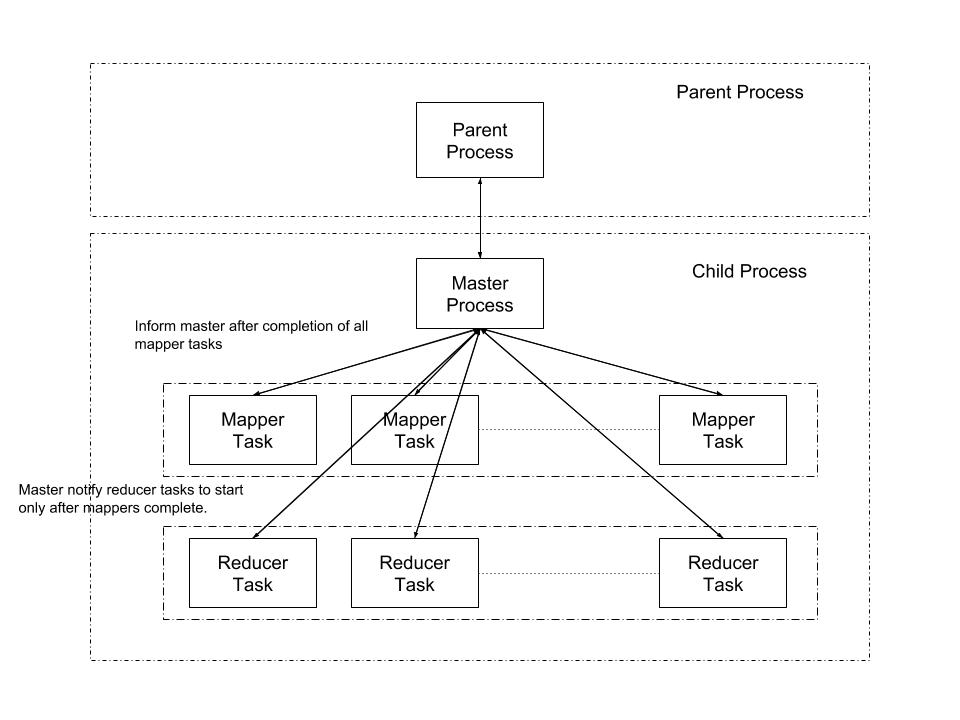 Parent Process
Parent
Process
Child Process
Master
Process
Inform master after completion of all
mapper tasks
Mapper
Task
Mapper
Task
Mapper
Task
Master notify reducer tasks to start
only after mappers complete.
Reducer
Task
Reducer
Task
Reducer
Task